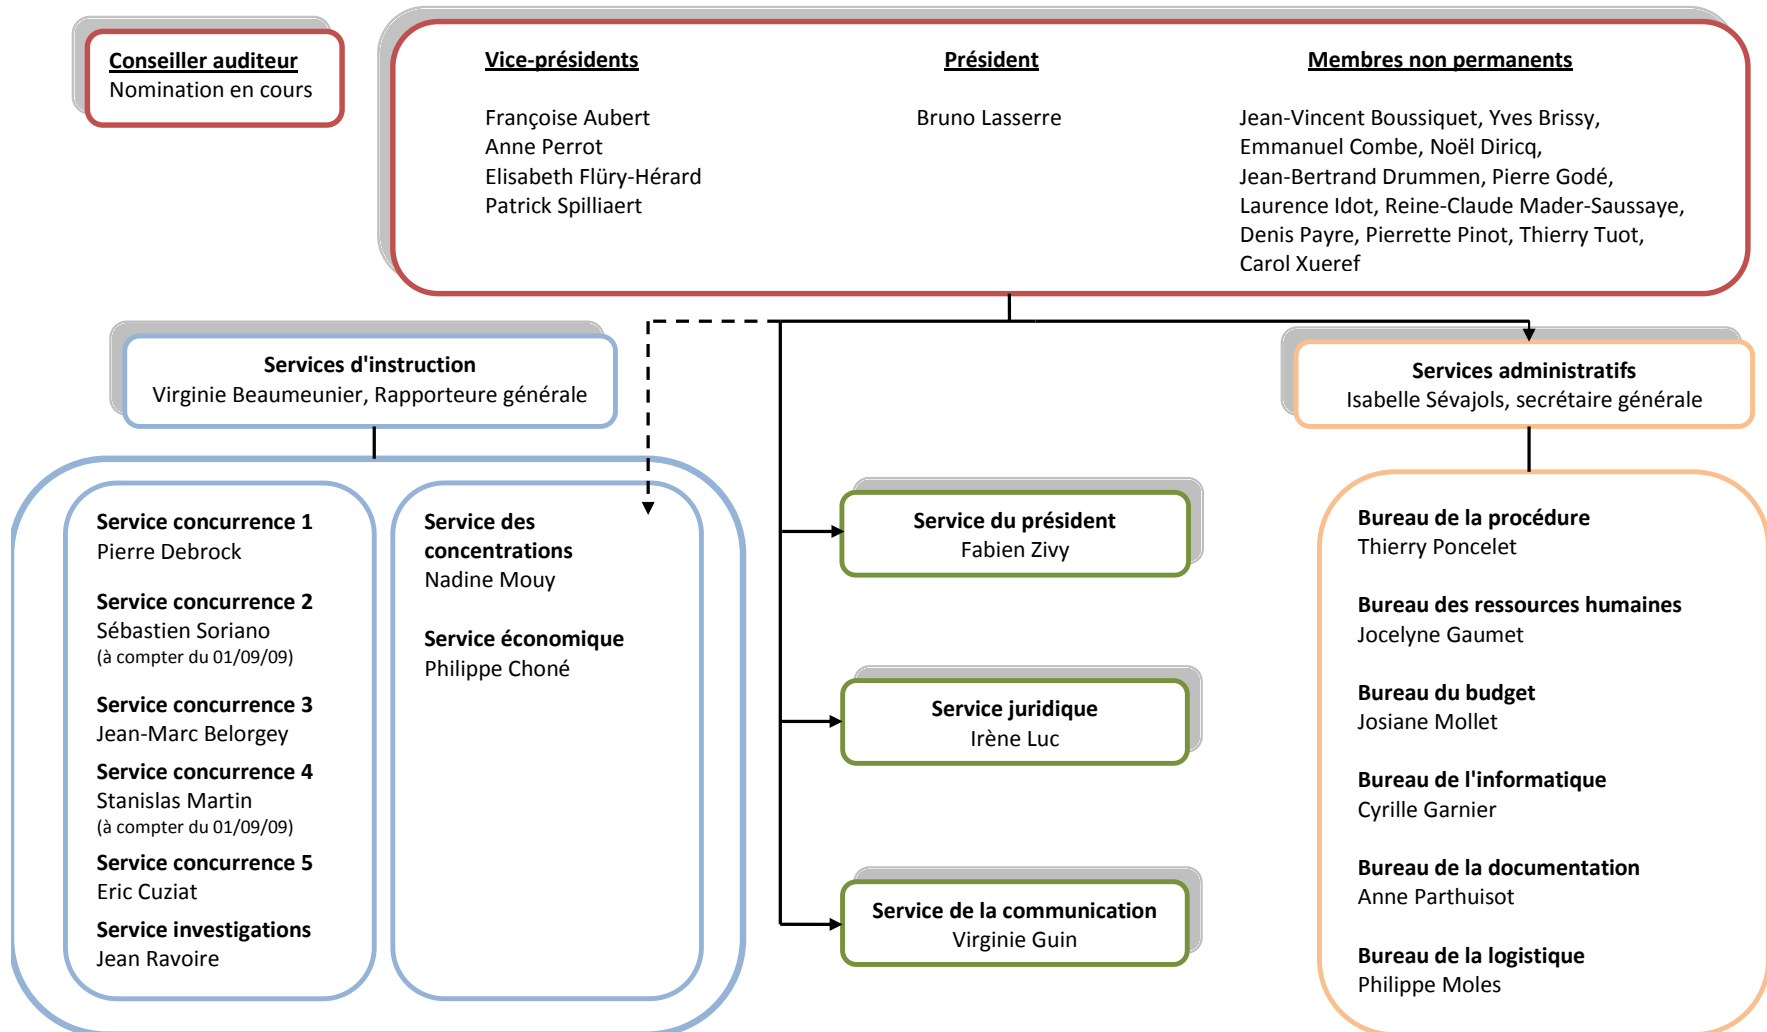 Conseiller auditeur
Nomination en cours
Vice-présidents
Françoise Aubert
Anne Perrot
Elisabeth Flüry-Hérard
Patrick Spilliaert
Président
Bruno Lasserre
Membres non permanents
Jean-Vincent Boussiquet, Yves Brissy,
Emmanuel Combe, Noël Diricq,
Jean-Bertrand Drummen, Pierre Godé,
Laurence Idot, Reine-Claude Mader-Saussaye,
Denis Payre, Pierrette Pinot, Thierry Tuot,
Carol Xueref
Services d'instruction
Virginie Beaumeunier, Rapporteure générale
Service concurrence 1
Pierre Debrock
Service concurrence 2
Sébastien Soriano
(à compter du 01/09/09)
Service concurrence 3
Jean-Marc Belorgey
Service concurrence 4
Stanislas Martin
(à compter du 01/09/09)
Service concurrence 5
Eric Cuziat
Service investigations
Jean Ravoire
Service des
concentrations
Nadine Mouy
Service économique
Philippe Choné
Service du président
Fabien Zivy
Service juridique
Irène Luc
Service de la communication
Virginie Guin
Services administratifs
Isabelle Sévajols, secrétaire générale
Bureau de la procédure
Thierry Poncelet
Bureau des ressources humaines
Jocelyne Gaumet
Bureau du budget
Josiane Mollet
Bureau de l'informatique
Cyrille Garnier
Bureau de la documentation
Anne Parthuisot
Bureau de la logistique
Philippe Moles